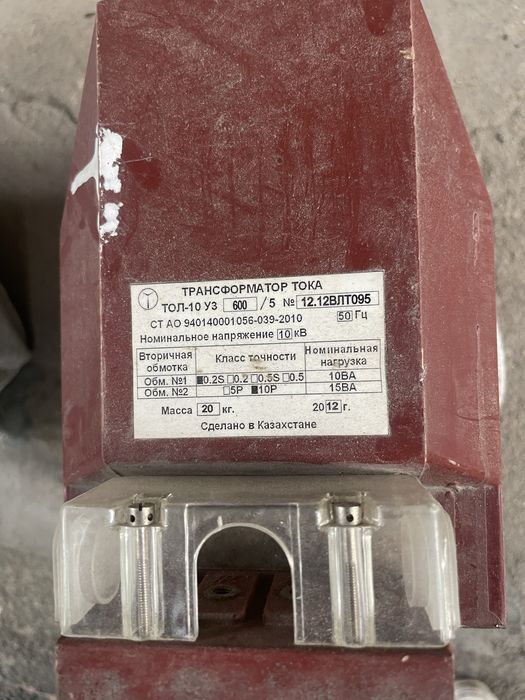 ТРАНСФОРМАТОР ТОКА
ТОЛ-10 У3 600 / 5 № 12.12ВЛТ095
СТ АО 940140001056-039-2010 50 Гц
Номинальное напряжение 10 кВ
Вторичная обмотка Класс точности Номинальная нагрузка
Обм. №1 ■0.2S □0.2 □0.5S □0.5 10ВА
Обм. №2 □5Р ■10Р 15ВА
Масса 20 кг. 2012 г.
Сделано в Казахстане